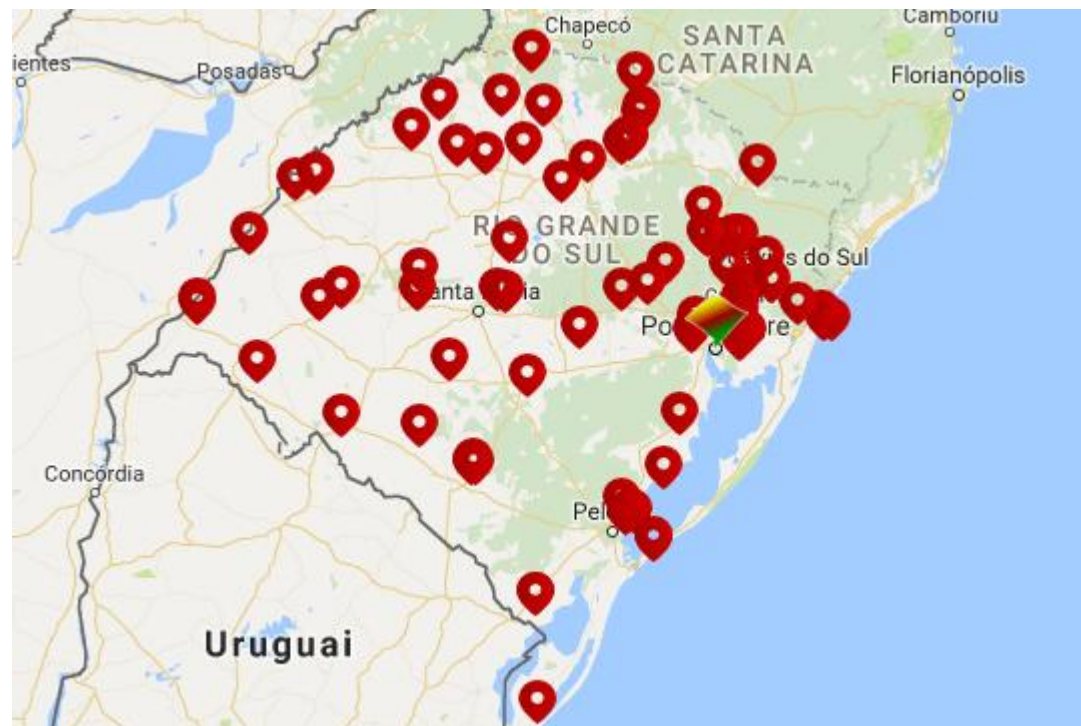 Chapecó
SANTA
CATARINA
Camboriú
ientes
Posadas
Florianópolis
RIO GRANDE
DO SUL
s do Sul
anta
ia
Po
re
Concórdia
Pel
Uruguai